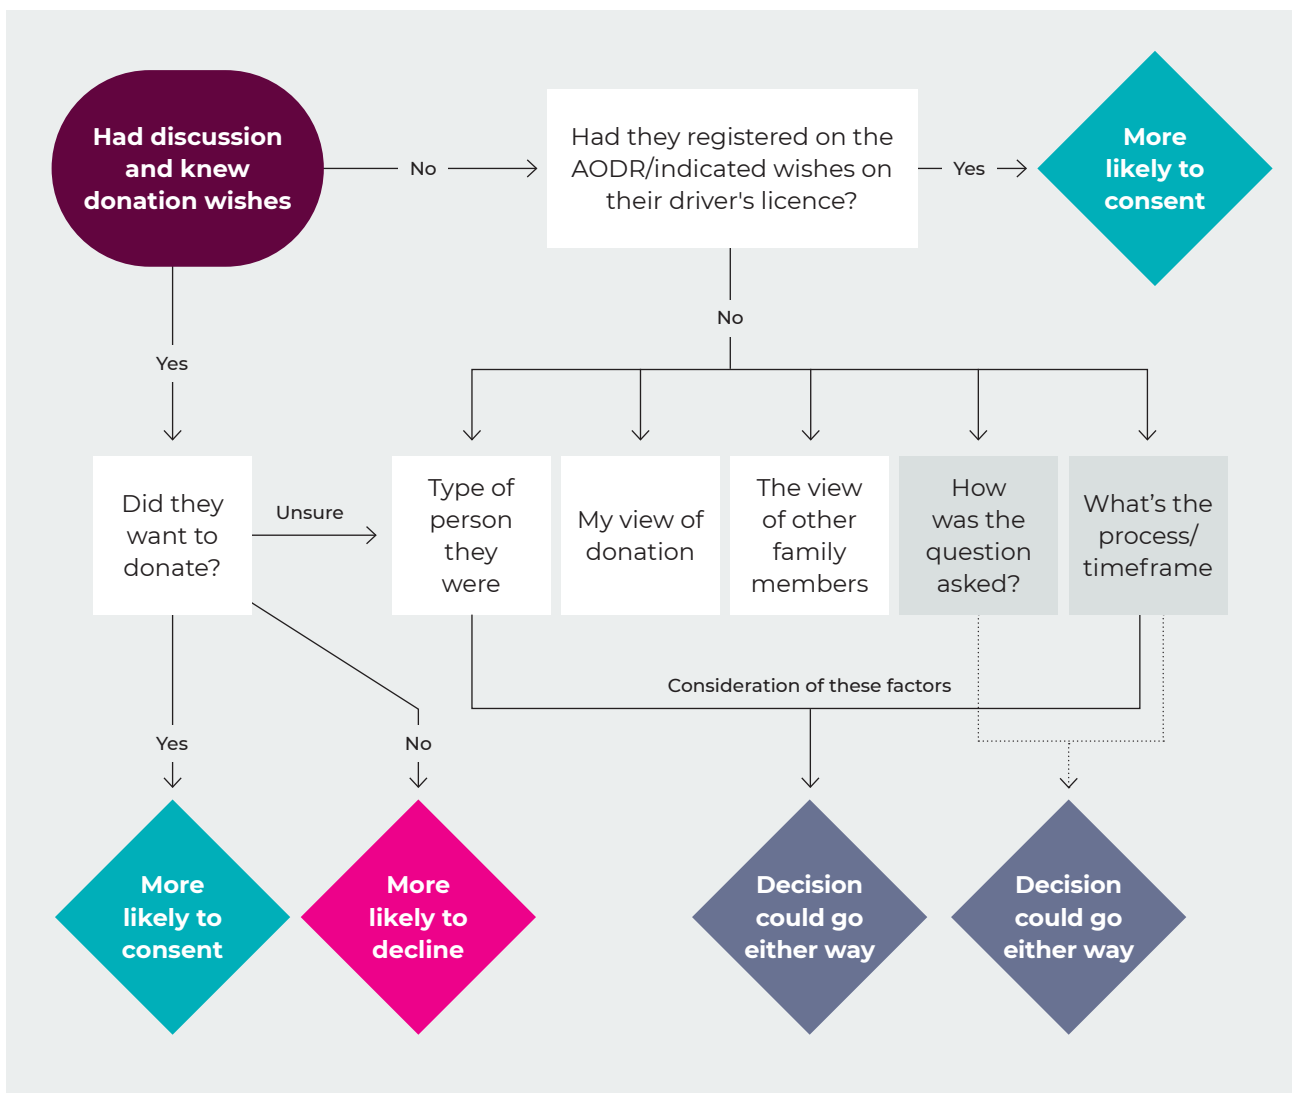 Had discussion
and knew
donation wishes
No
Had they registered on the
AODR/indicated wishes on
their driver's licence?
Yes
More
likely to
consent
No
Yes
Did they
want to
donate?
Unsure
Type of
person
they
were
My view of
donation
The view
of other
family
members
How
was the
question
asked?
What’s the
process/
timeframe
Consideration of these factors
Yes
No
More
likely to
consent
More
likely to
decline
Decision
could go
either way
Decision
could go
either way